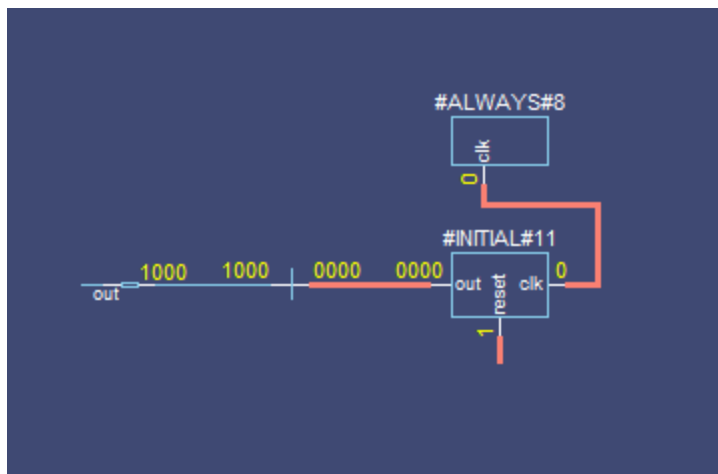 #ALWAYS#8
clk
0
#INITIAL#11
1000 1000 0000 0000 out reset clk 0
out
1